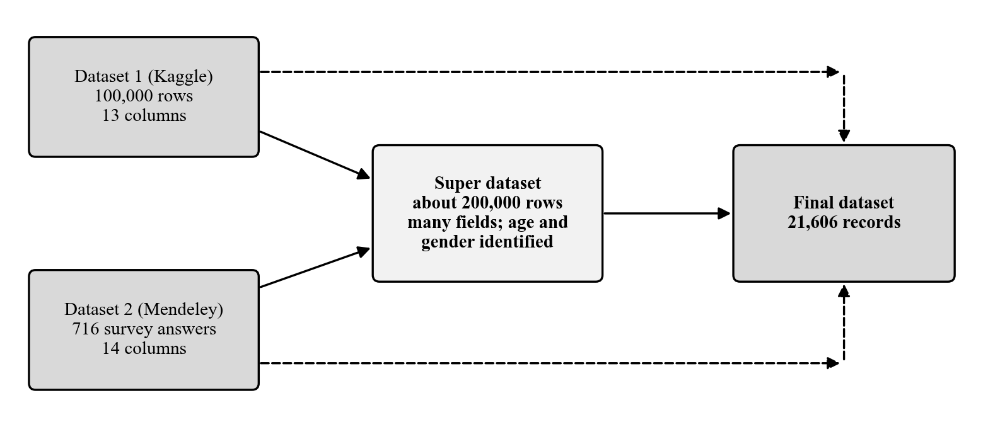 Dataset 1 (Kaggle)
100,000 rows
13 columns
Super dataset
about 200,000 rows
many fields; age and
gender identified
Final dataset
21,606 records
Dataset 2 (Mendeley)
716 survey answers
14 columns